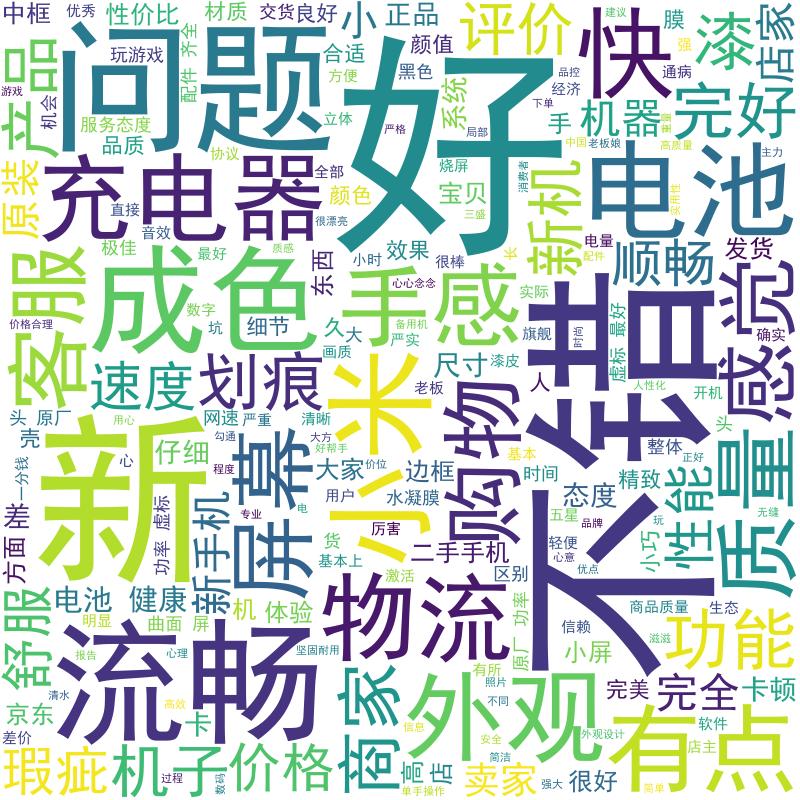 中框
优秀
性价比
材质
交货
良好
小
正品
评价
快
膜
强
建议
漆
店家
产品
游戏
玩游戏
机会
问题
配件
齐全
合适
方便
颜值
黑色
系统
好
严格
品控
经济
下单
通病
手
机器
完好
服务态度
品质
协议
立体
烧屏
局部
消费者
中国
老板娘
重量
高质量
主力
原装
充电器
全部
颜色
宝贝
三盛
新机
电池
实用性
直接
音效
很漂亮
极佳
最好
质感
东西
小时
效果
很棒
长
电量
配件
顺畅
发货
客服
成色
手感
心心念念
实际
不错
感觉
确实
价格合理
数字
坑
细节
久
大
严实
备用机
画质
旗舰
漆皮
时间
虚标
最好
速度
划痕
小米
尺寸
老板
人
人性化
开机
头
原厂
壳
用心
网速
严重
清晰
勾通
大方
好帮手
购物
基本
整体
头
正好
新
仔细
屏幕
心
程度
价位
大家
边框
时间
态度
精致
性能
质量
一分钱
差
方面
功率
虚标
新手机
专业
电
用户
水凝膜
厉害
五星
品牌
玩
小巧
无缝
货
基本上
二手手机
轻便
心意
优点
舒服
电池
健康
机
体验
激活
区别
商品质量
生态
明显
曲面
屏
物流
原厂
功率
信赖
滋滋
报告
流畅
心理
坚固耐用
有所
小屏
功能
清水
京东
高效
卡
商家
照片
外观
不同
完美
完全
卡顿
差价
信息
安全
外观设计
软件
有点
店主
瑕疵
过程
机子
数码
价格
高
店
单手操作
卖家
简洁
强大
很好
简单